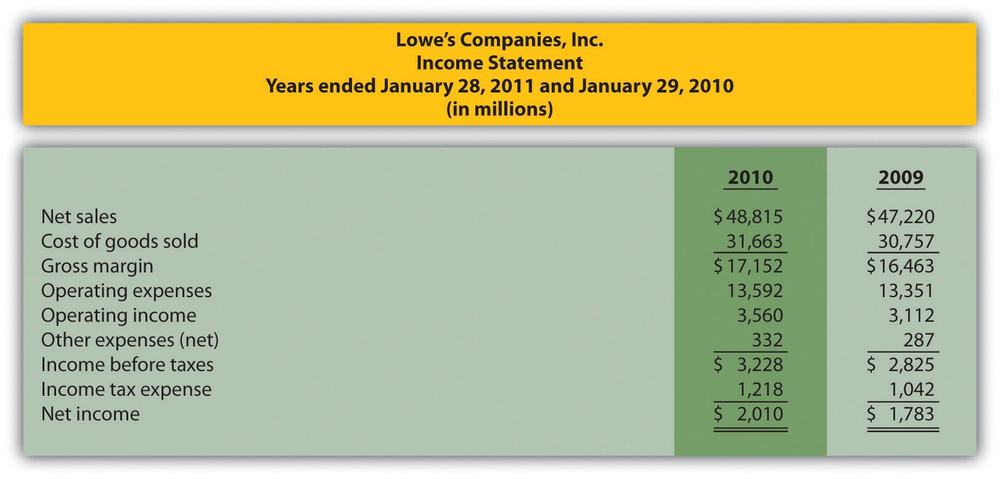 Lowe’s Companies, Inc.
Income Statement
Years ended January 28, 2011 and January 29, 2010
(in millions)
2010 2009
Net sales $ 48,815 $ 47,220
Cost of goods sold 31,663 30,757
Gross margin $ 17,152 $ 16,463
Operating expenses 13,592 13,351
Operating income 3,560 3,112
Other expenses (net) 332 287
Income before taxes $ 3,228 $ 2,825
Income tax expense 1,218 1,042
Net income $ 2,010 $ 1,783